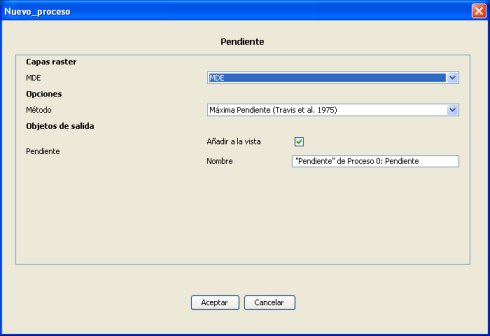 Nuevo_proceso
Pendiente
Capas raster
MDE MDE
Opciones
Método Máxima Pendiente (Travis et al. 1975)
Objetos de salida
Pendiente
Añadir a la vista
Nombre "Pendiente" de Proceso 0: Pendiente
Aceptar Cancelar